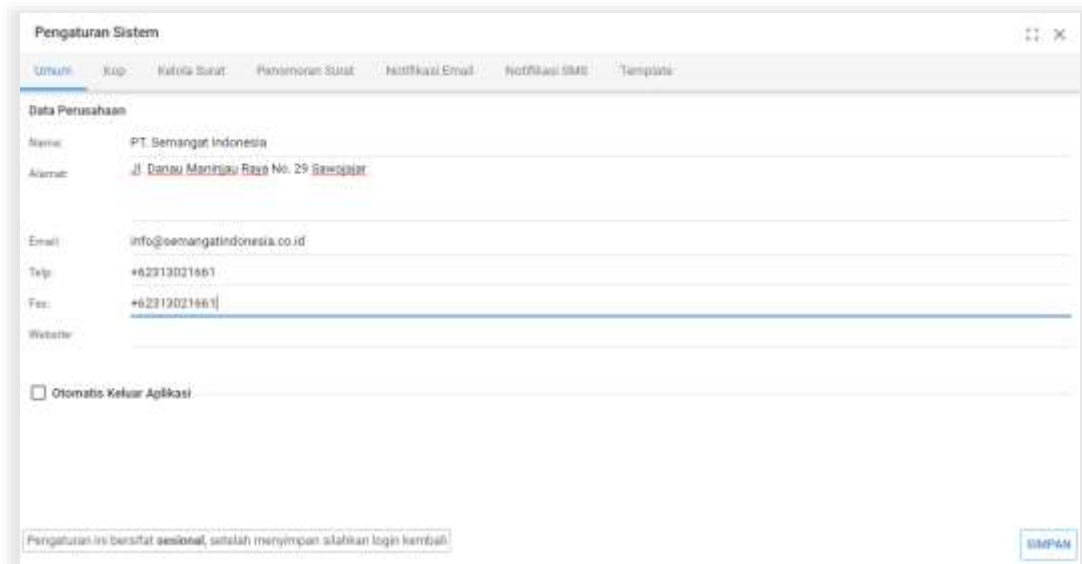 Pengaturan Sistem
Umum Kop Kelola Surat Penomoran Surat Notifikasi Email Notifikasi SMS Template
Data Perusahaan
Nama: PT. Semangat Indonesia
Alamat: Jl. Danau Maninjau Raya No. 29 Sawojajar
Email: info@semangatindonesia.co.id
Telp: +62313021661
Fax: +62313021661
Website:
Otomatis Keluar Aplikasi
Pengaturan ini bersifat sesional, setelah menyimpan silahkan login kembali
SIMPAN